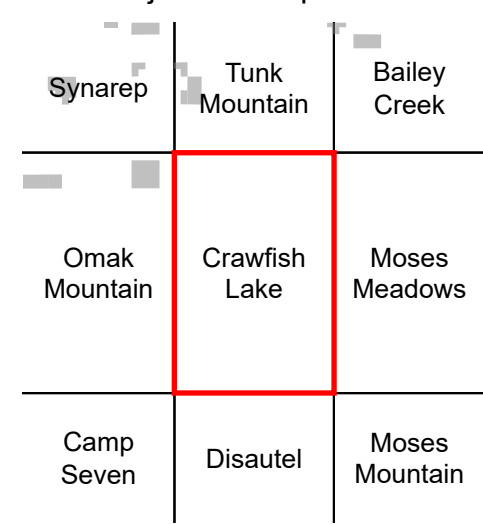 Synarep
Tunk
Mountain
Bailey
Creek
Omak
Mountain
Crawfish
Lake
Moses
Meadows
Camp
Seven
Disautel
Moses
Mountain